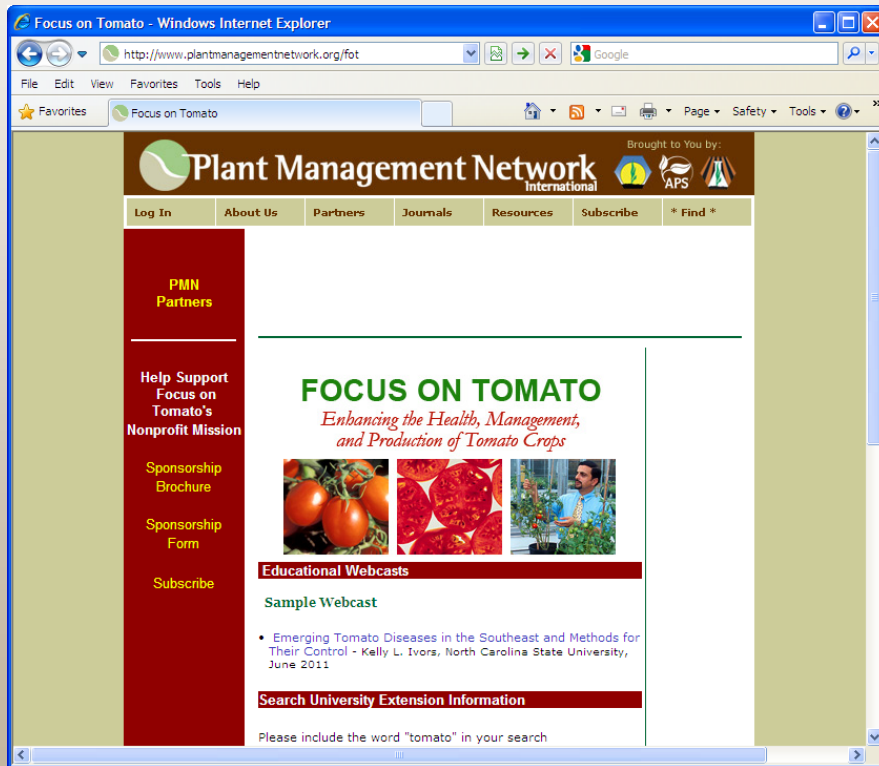 Focus on Tomato - Windows Internet Explorer
http://www.plantmanagementnetwork.org/fot
Google
File Edit View Favorites Tools Help
Favorites
Focus on Tomato
Page Safety Tools
Brought to You by:
Plant Management Network
International
APS
Log In About Us Partners Journals Resources Subscribe * Find *
PMN
Partners
Help Support
Focus on
Tomato's
Nonprofit Mission
Sponsorship
Brochure
Sponsorship
Form
Subscribe
FOCUS ON TOMATO
Enhancing the Health, Management,
and Production of Tomato Crops
Educational Webcasts
Sample Webcast
• Emerging Tomato Diseases in the Southeast and Methods for
Their Control - Kelly L. Ivors, North Carolina State University,
June 2011
Search University Extension Information
Please include the word "tomato" in your search